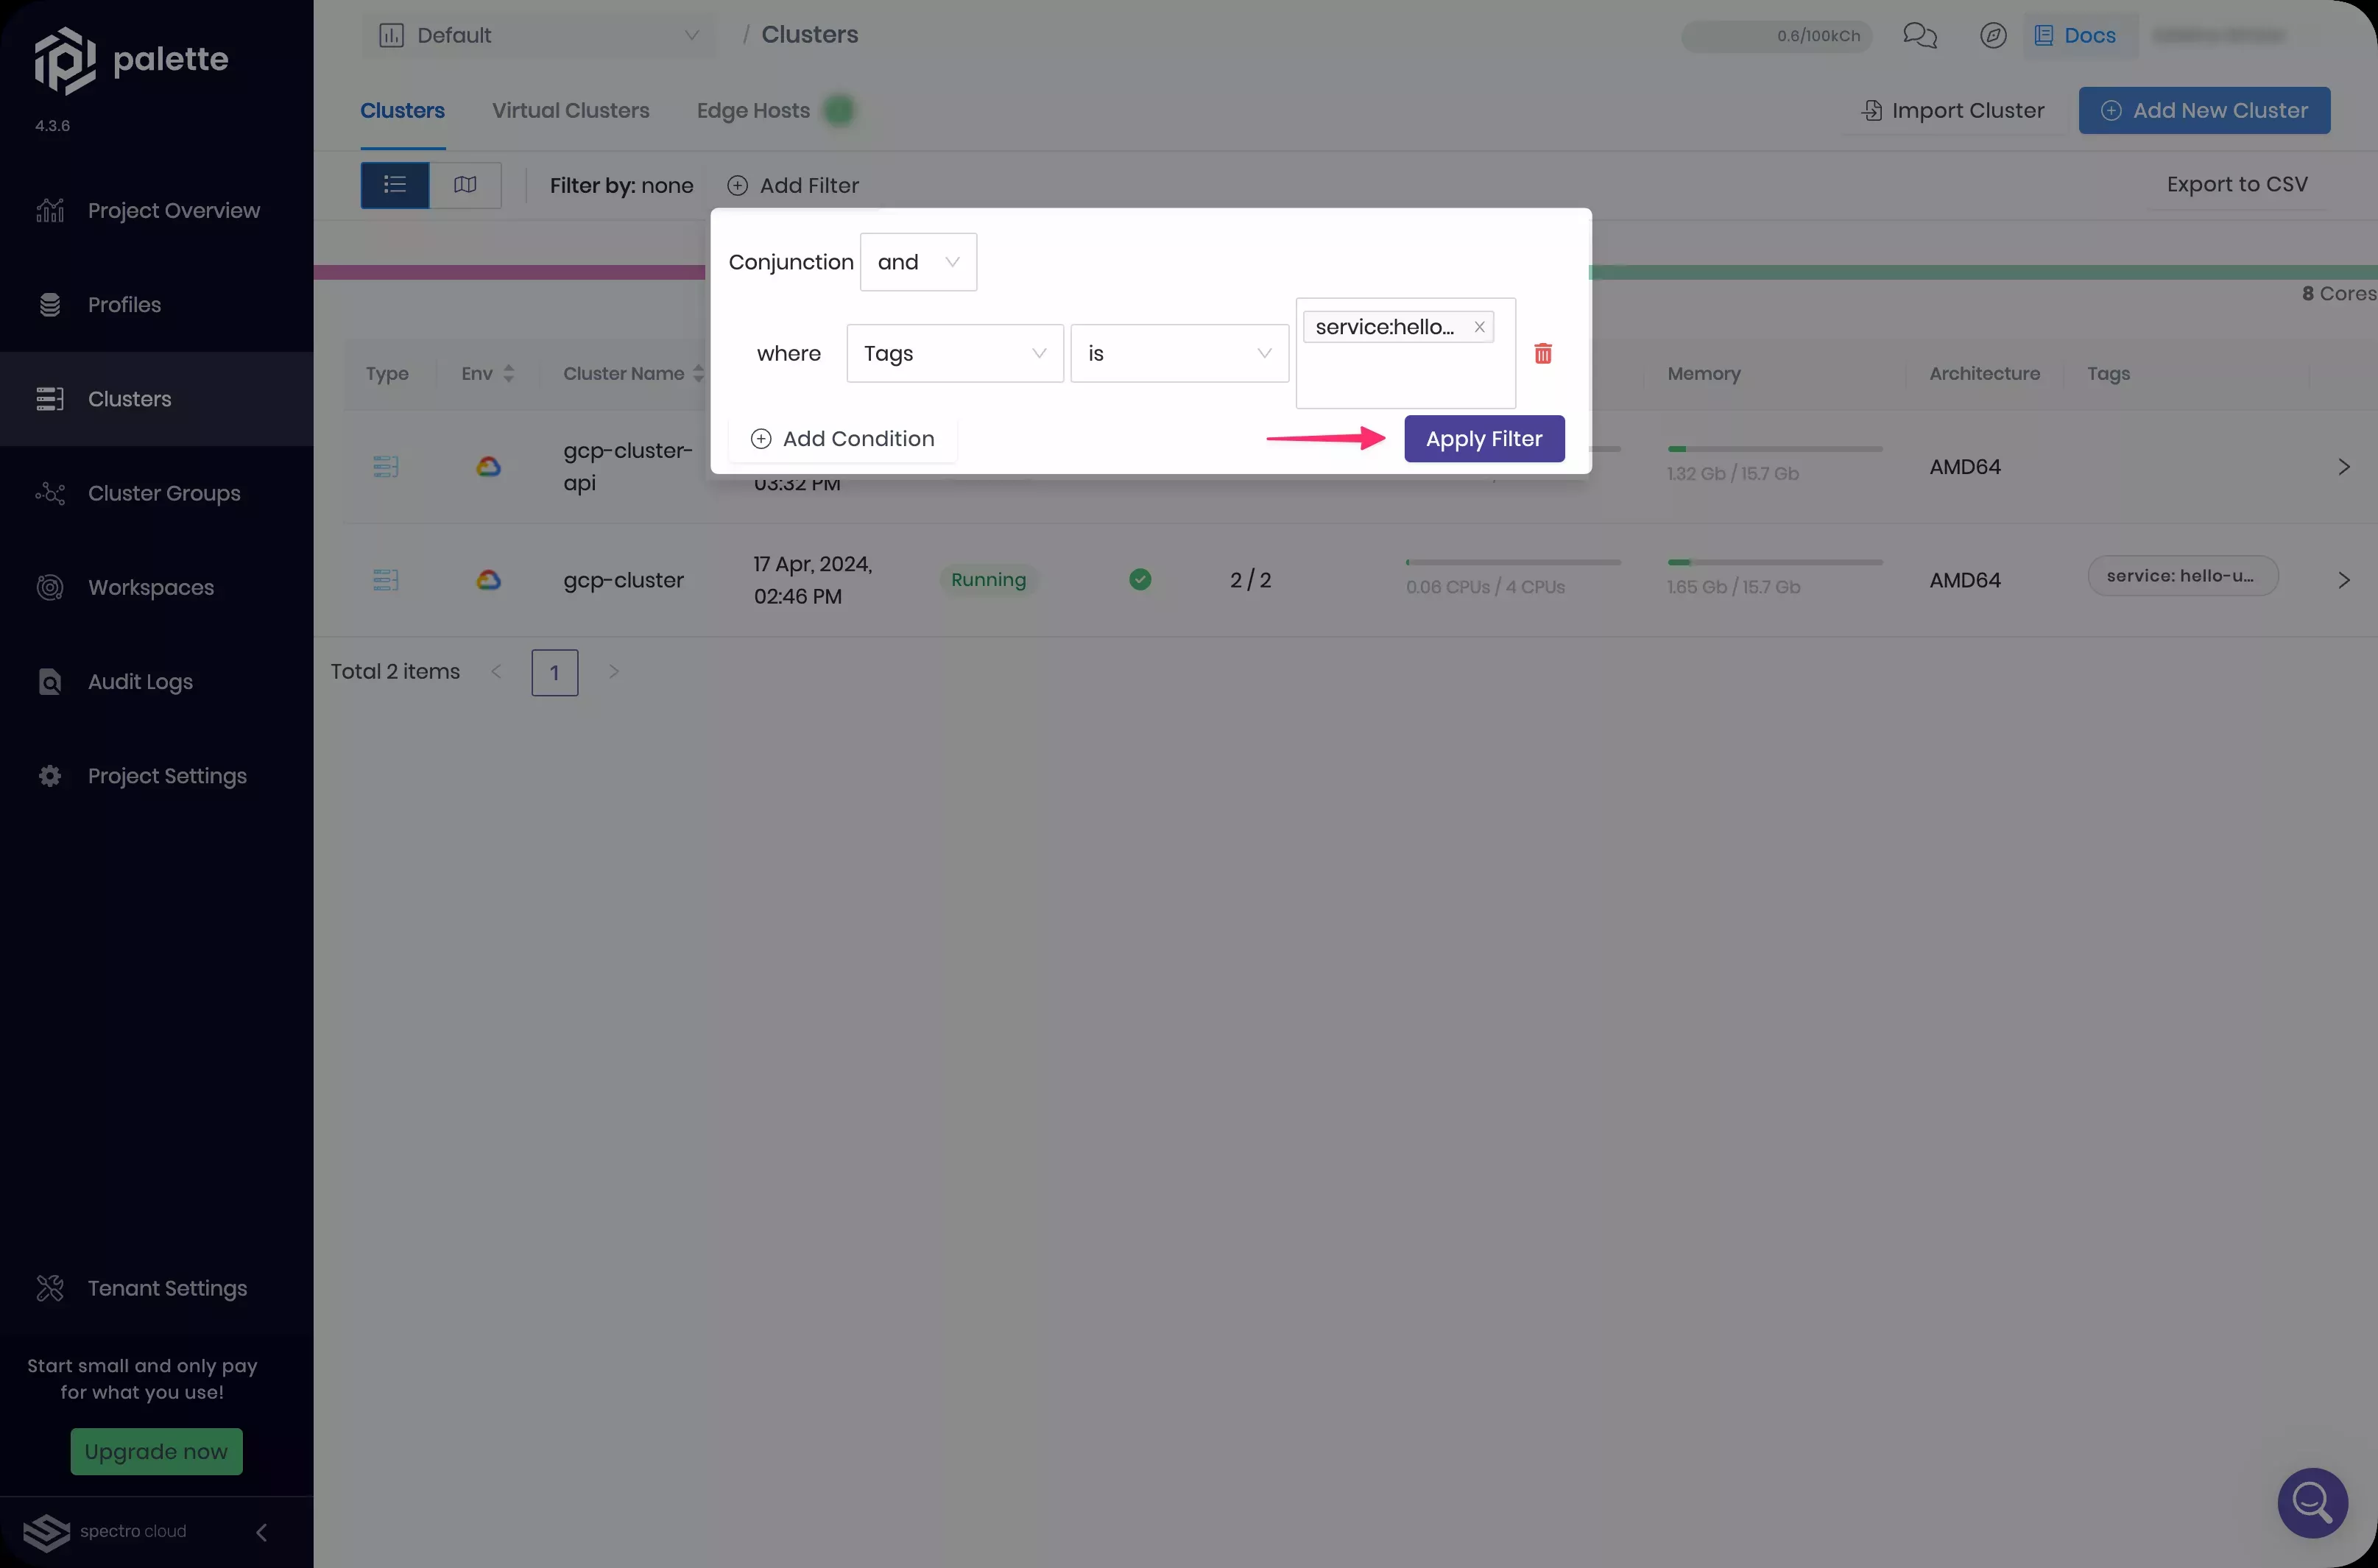 palette
4.3.6
Project Overview
Profiles
Clusters
Cluster Groups
Workspaces
Audit Logs
Project Settings
Tenant Settings
Start small and only pay
for what you use!
Upgrade now
spectro cloud
Default
/ Clusters
0.6/100kCh
Docs
Clusters
Virtual Clusters
Edge Hosts
Import Cluster
Add New Cluster
Filter by: none
Add Filter
Export to CSV
Conjunction and
where Tags is service:hello...
Add Condition
Apply Filter
8 Cores
Type Env Cluster Name Memory Architecture Tags
gcp-cluster-
api
03:32 PM
1.32 Gb / 15.7 Gb
AMD64
gcp-cluster
17 Apr, 2024,
02:46 PM
Running
2 / 2
0.06 CPUs / 4 CPUs
1.65 Gb / 15.7 Gb
AMD64
service: hello-u...
Total 2 items
1